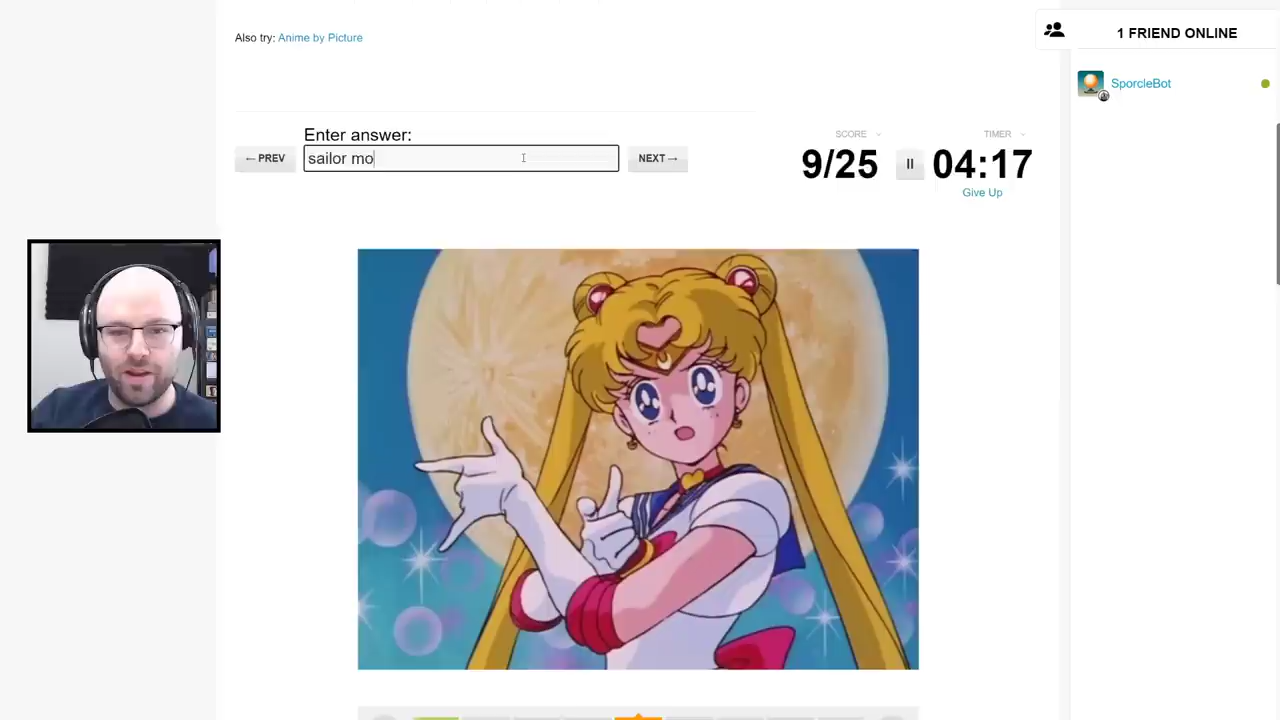 Also try: Anime by Picture
1 FRIEND ONLINE
SporcleBot
Enter answer:
← PREV
sailor mo
NEXT →
SCORE
9/25
TIMER
04:17
Give Up